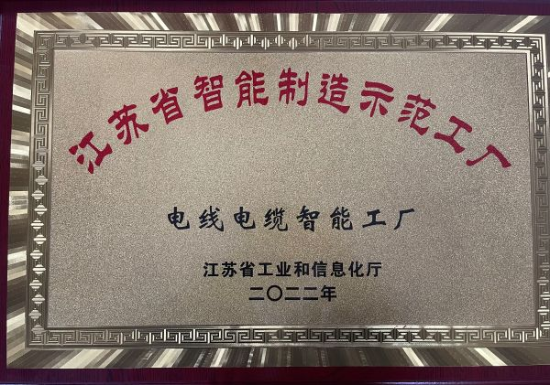 江苏省智能制造示范工厂
电线电缆智能工厂
江苏省工业和信息化厅
二〇二二年